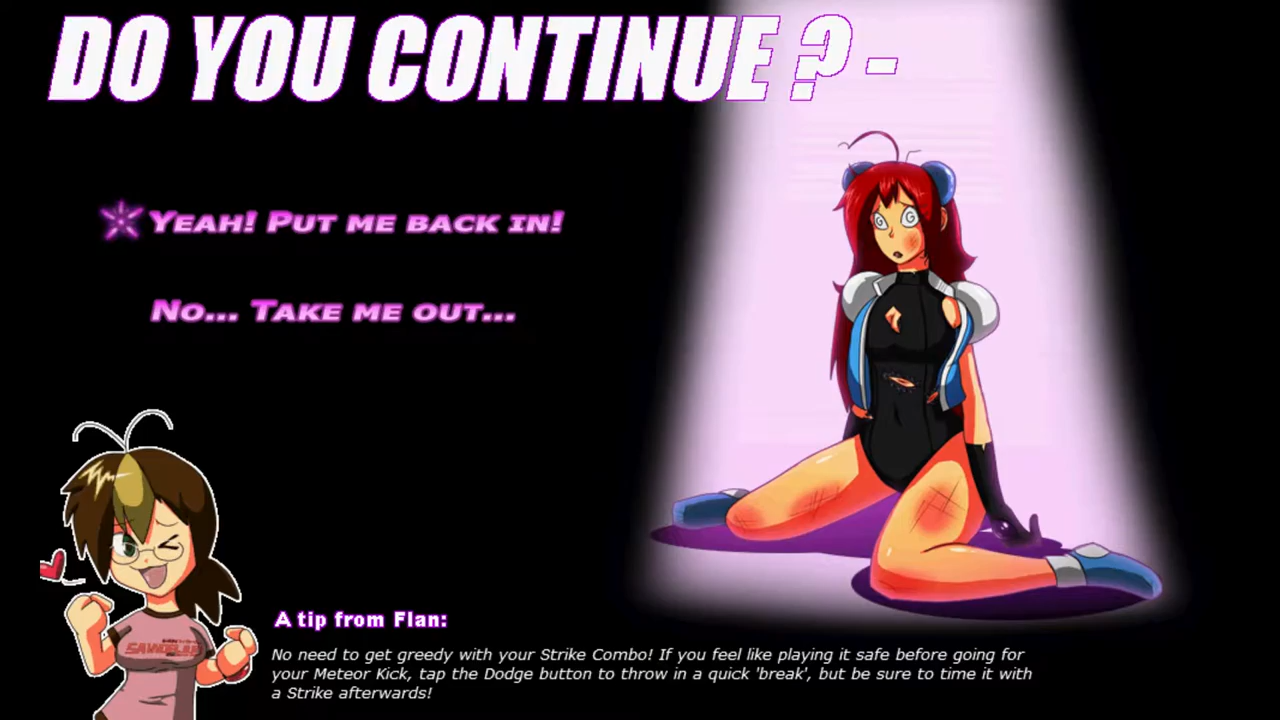 DO YOU CONTINUE ? -
YEAH! PUT ME BACK IN!
NO... TAKE ME OUT...
A tip from Flan:
No need to get greedy with your Strike Combo! If you feel like playing it safe before going for
your Meteor Kick, tap the Dodge button to throw in a quick 'break', but be sure to time it with
a Strike afterwards!